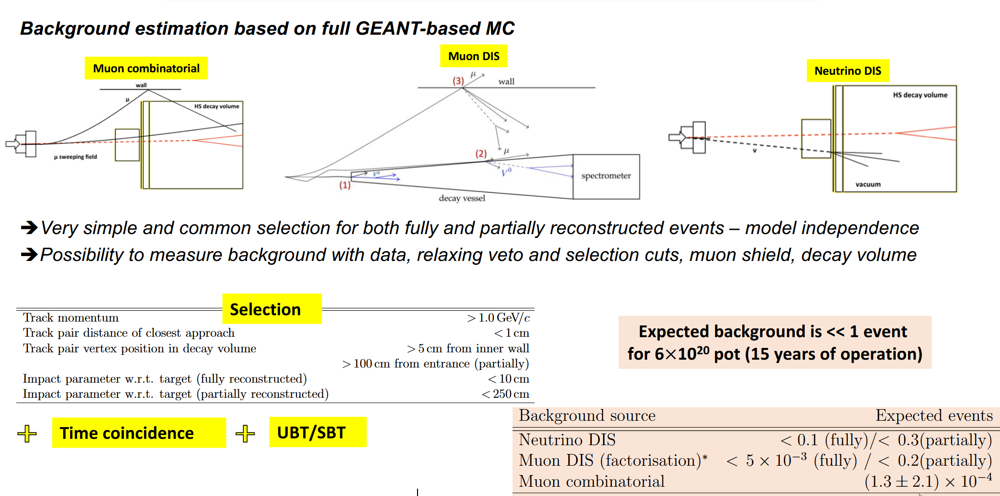 Background estimation based on full GEANT-based MC
Muon combinatorial
wall
μ
HS decay volume
μ sweeping field
Muon DIS
(3)
μ
wall
(2)
μ
V⁰
V⁰
(1)
spectrometer
decay vessel
Neutrino DIS
HS decay volume
ν
vacuum
➔Very simple and common selection for both fully and partially reconstructed events – model independence
➔Possibility to measure background with data, relaxing veto and selection cuts, muon shield, decay volume
Selection
Track momentum > 1.0 GeV/c
Track pair distance of closest approach < 1 cm
Track pair vertex position in decay volume > 5 cm from inner wall
> 100 cm from entrance (partially)
Impact parameter w.r.t. target (fully reconstructed) < 10 cm
Impact parameter w.r.t. target (partially reconstructed) < 250 cm
+ Time coincidence + UBT/SBT
Expected background is << 1 event
for 6×10²⁰ pot (15 years of operation)
Background source Expected events
Neutrino DIS < 0.1 (fully)/< 0.3(partially)
Muon DIS (factorisation)* < 5 × 10⁻³ (fully) / < 0.2(partially)
Muon combinatorial (1.3 ± 2.1) × 10⁻⁴